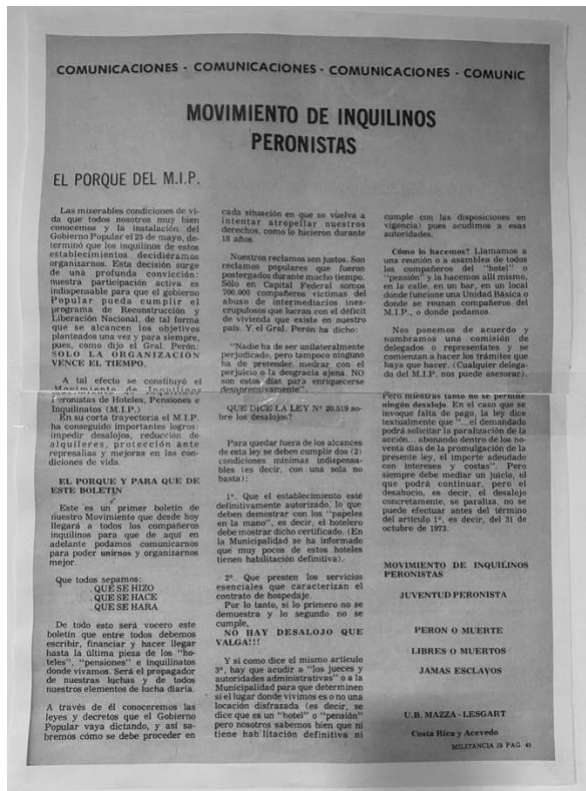 COMUNICACIONES - COMUNICACIONES - COMUNICACIONES - COMUNIC
MOVIMIENTO DE INQUILINOS
PERONISTAS
EL PORQUE DEL M.I.P.
Las miserables condiciones de vi-
da que todos nosotros muy bien
conocemos y la instalación del
Gobierno Popular el 25 de mayo, de-
terminó que los inquilinos de estos
establecimientos decidiéramos
organizarnos. Esta decisión surge
de una profunda convicción:
nuestra participación activa es
indispensable para que el gobierno
Popular pueda cumplir el
programa de Reconstrucción y
Liberación Nacional, de tal forma
que se alcancen los objetivos
planteados una vez y para siempre,
pues, como dijo el Gral. Perón:
SOLO LA ORGANIZACION
VENCE EL TIEMPO.
A tal efecto se constituyó el
Movimiento de Inquilinos
Peronistas de Hoteles, Pensiones e
Inquilinatos (M.I.P.)
En su corta trayectoria el M.I.P.
ha conseguido importantes logros:
impedir desalojos, reducción de
alquileres, protección ante
represalias y mejoras en las con-
diciones de vida.
EL PORQUE Y PARA QUE DE
ESTE BOLETIN
Este es un primer boletín de
nuestro Movimiento que desde hoy
llegará a todos los compañeros
inquilinos para que de aquí en
adelante podamos comunicarnos
para poder unirnos y organizarnos
mejor.
Que todos sepamos:
. QUE SE HIZO
. QUE SE HACE
. QUE SE HARA
De todo esto será vocero este
boletín que entre todos debemos
escribir, financiar y hacer llegar
hasta la última pieza de los "ho-
teles", "pensiones" e inquilinatos
donde vivamos. Será el propagador
de nuestras luchas y de todos
nuestros elementos de lucha diaria.
A través de él conoceremos las
leyes y decretos que el Gobierno
Popular vaya dictando, y así sa-
bremos cómo se debe proceder en
cada situación en que se vuelva a
intentar atropellar nuestros
derechos, como lo hicieron durante
18 años.
Nuestros reclamos son justos. Son
reclamos populares que fueron
postergados durante mucho tiempo.
Sólo en Capital Federal somos
700.000 compañeros víctimas del
abuso de intermediarios ines-
crupulosos que lucran con el déficit
de vivienda que existe en nuestro
país. Y el Gral. Perón ha dicho:
"Nadie ha de ser unilateralmente
perjudicado, pero tampoco ninguno
ha de pretender medrar con el
perjuicio o la desgracia ajena. NO
son estos días para enriquecerse
desaprensivamente".
QUE DICE LA LEY Nº 20.519 so-
bre los desalojos?
Para quedar fuera de los alcances
de esta ley se deben cumplir dos (2)
condiciones mínimas indispensa-
bles (es decir, con una sola no
basta):
1º. Que el establecimiento esté
definitivamente autorizado, lo que
deben demostrar con los "papeles
en la mano", es decir, el hotelero
debe mostrar dicho certificado. (En
la Municipalidad se ha informado
que muy pocos de estos hoteles
tienen habilitación definitiva).
2º. Que presten los servicios
esenciales que caracterizan el
contrato de hospedaje.
Por lo tanto, si lo primero no se
demuestra y lo segundo no se
cumple,
NO HAY DESALOJO QUE
VALGA!!!
Y si como dice el mismo artículo
3º, hay que acudir a "los jueces y
autoridades administrativas" o a la
Municipalidad para que determinen
si el lugar donde vivimos es o no una
locación disfrazada (es decir, se
dice que es un "hotel" o "pensión"
pero nosotros sabemos bien que ni
tiene habilitación definitiva ni
cumple con las disposiciones en
vigencia) pues acudimos a esas
autoridades.
Cómo lo hacemos? Llamamos a
una reunión o a asamblea de todos
los compañeros del "hotel" o
"pensión" y la hacemos allí mismo,
en la calle, en un bar, en un local
donde funcione una Unidad Básica o
donde se reunan compañeros del
M.I.P., o donde podamos.
Nos ponemos de acuerdo y
nombramos una comisión de
delegados o representantes y se
comienzan a hacer los trámites que
haya que hacer. (Cualquier delega-
do del M.I.P. nos puede asesorar).
Pero mientras tanto no se permite
ningún desalojo. En el caso que se
invoque falta de pago, la ley dice
textualmente que "...el demandado
podrá solicitar la paralización de la
acción... abonando dentro de los no-
venta días de la promulgación de la
presente ley, el importe adeudado
con intereses y costas". Pero
siempre debe mediar un juicio, el
que podrá continuar, pero el
desahucio, es decir, el desalojo
concretamente, se paraliza, no se
puede efectuar antes del término
del artículo 1º, es decir, del 31 de
octubre de 1973.
MOVIMIENTO DE INQUILINOS
PERONISTAS
JUVENTUD PERONISTA
PERON O MUERTE
LIBRES O MUERTOS
JAMAS ESCLAVOS
U.B. MAZZA - LESGART
Costa Rica y Acevedo
MILITANCIA 19 PAG 43